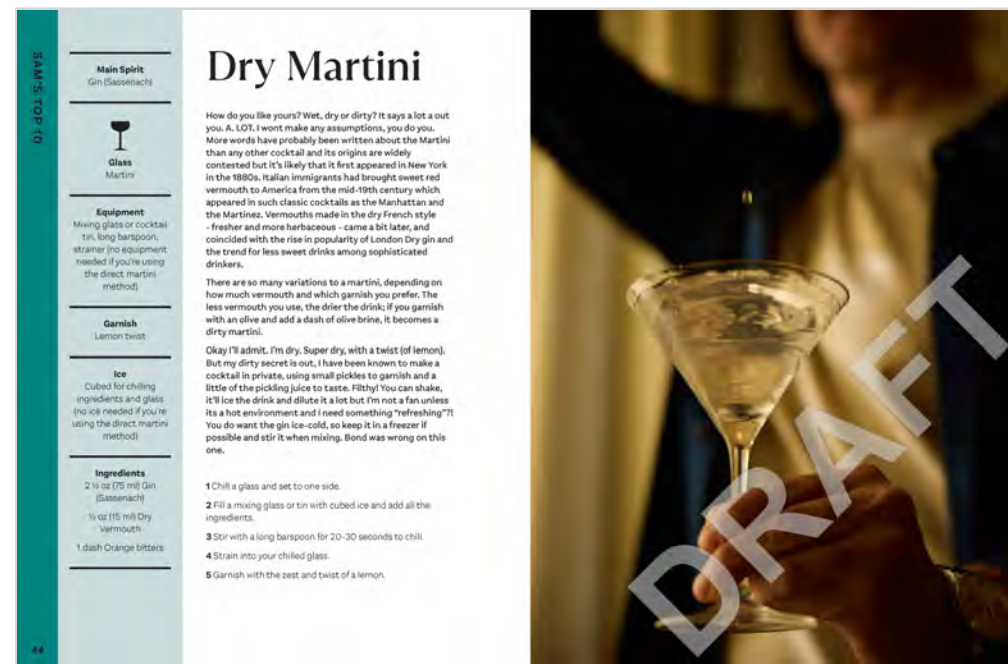 SAM'S TOP 10
Main Spirit
Gin (Sassenach)
Glass
Martini
Equipment
Mixing glass or cocktail
tin, long barspoon,
strainer (no equipment
needed if you're using
the direct martini
method)
Garnish
Lemon twist
Ice
Cubed for chilling
ingredients and glass
(no ice needed if you're
using the direct martini
method)
Ingredients
2 ½ oz (75 ml) Gin
(Sassenach)
½ oz (15 ml) Dry
Vermouth
1 dash Orange bitters
44
Dry Martini
How do you like yours? Wet, dry or dirty? It says a lot a out
you. A. LOT. I wont make any assumptions, you do you.
More words have probably been written about the Martini
than any other cocktail and its origins are widely
contested but it's likely that it first appeared in New York
in the 1880s. Italian immigrants had brought sweet red
vermouth to America from the mid-19th century which
appeared in such classic cocktails as the Manhattan and
the Martinez. Vermouths made in the dry French style
- fresher and more herbaceous - came a bit later, and
coincided with the rise in popularity of London Dry gin and
the trend for less sweet drinks among sophisticated
drinkers.
There are so many variations to a martini, depending on
how much vermouth and which garnish you prefer. The
less vermouth you use, the drier the drink; if you garnish
with an olive and add a dash of olive brine, it becomes a
dirty martini.
Okay I'll admit. I'm dry. Super dry, with a twist (of lemon).
But my dirty secret is out, I have been known to make a
cocktail in private, using small pickles to garnish and a
little of the pickling juice to taste. Filthy! You can shake,
it'll ice the drink and dilute it a lot but I'm not a fan unless
its a hot environment and I need something "refreshing"?!
You do want the gin ice-cold, so keep it in a freezer if
possible and stir it when mixing. Bond was wrong on this
one.
1 Chill a glass and set to one side.
2 Fill a mixing glass or tin with cubed ice and add all the
ingredients.
3 Stir with a long barspoon for 20-30 seconds to chill.
4 Strain into your chilled glass.
5 Garnish with the zest and twist of a lemon.
DRAFT